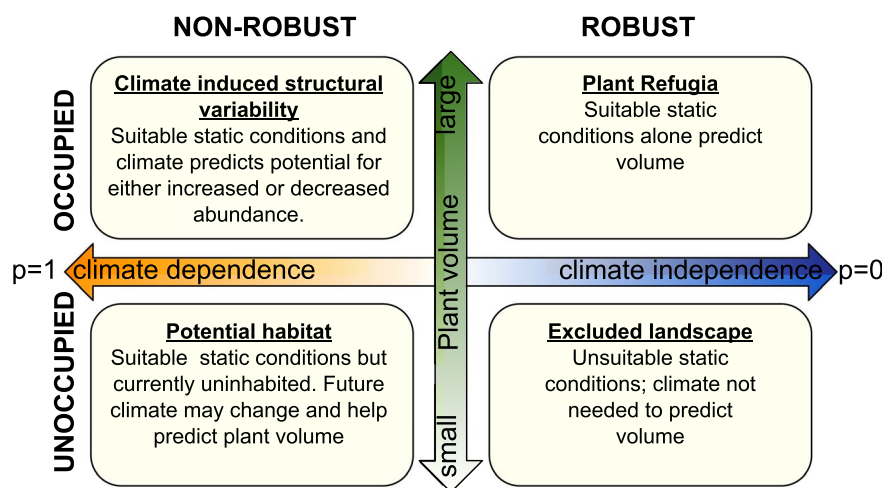 NON-ROBUST
ROBUST
OCCUPIED
Climate induced structural
variability
Suitable static conditions and
climate predicts potential for
either increased or decreased
abundance.
large
Plant Refugia
Suitable static
conditions alone predict
volume
p=1
climate dependence
Plant volume
climate independence
p=0
UNOCCUPIED
Potential habitat
Suitable static conditions but
currently uninhabited. Future
climate may change and help
predict plant volume
small
Excluded landscape
Unsuitable static
conditions; climate not
needed to predict
volume